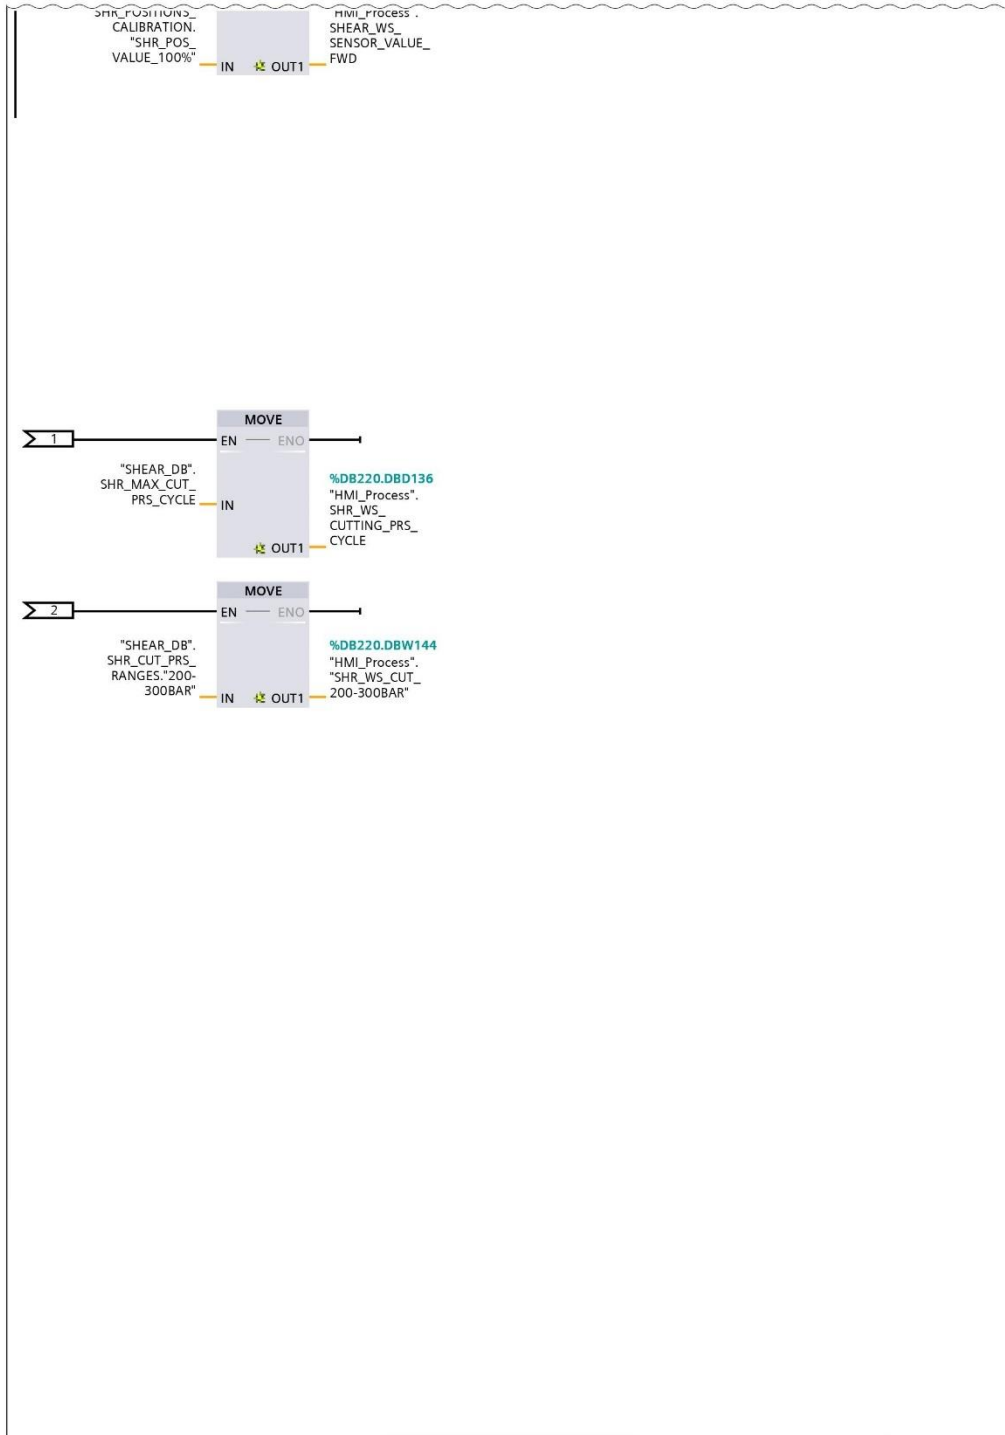 SHR_POSITIONS_
CALIBRATION.
"SHR_POS_
VALUE_100%"
IN
OUT1
"HMI_Process".
SHEAR_WS_
SENSOR_VALUE_
FWD
1
MOVE
EN
ENO
"SHEAR_DB".
SHR_MAX_CUT_
PRS_CYCLE
IN
OUT1
%DB220.DBD136
"HMI_Process".
SHR_WS_
CUTTING_PRS_
CYCLE
2
MOVE
EN
ENO
"SHEAR_DB".
SHR_CUT_PRS_
RANGES."200-
300BAR"
IN
OUT1
%DB220.DBW144
"HMI_Process".
"SHR_WS_CUT_
200-300BAR"